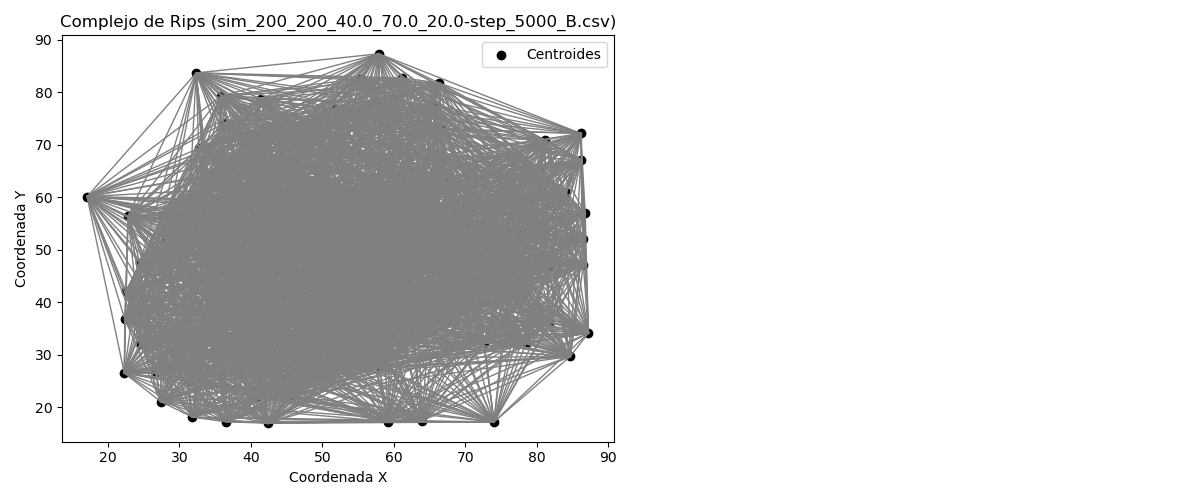 Complejo de Rips (sim_200_200_40.0_70.0_20.0-step_5000_B.csv)
Centroides
Coordenada Y
90
80
70
60
50
40
30
20
20 30 40 50 60 70 80 90
Coordenada X